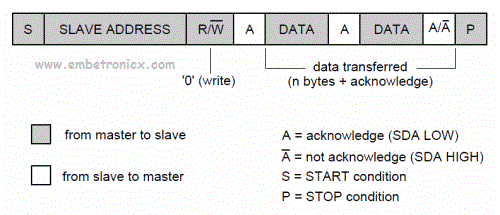 S SLAVE ADDRESS R/W̅ A DATA A DATA A/A̅ P
www.embetronicx.com
'0' (write)
data transferred
(n bytes + acknowledge)
from master to slave
from slave to master
A = acknowledge (SDA LOW)
A̅ = not acknowledge (SDA HIGH)
S = START condition
P = STOP condition